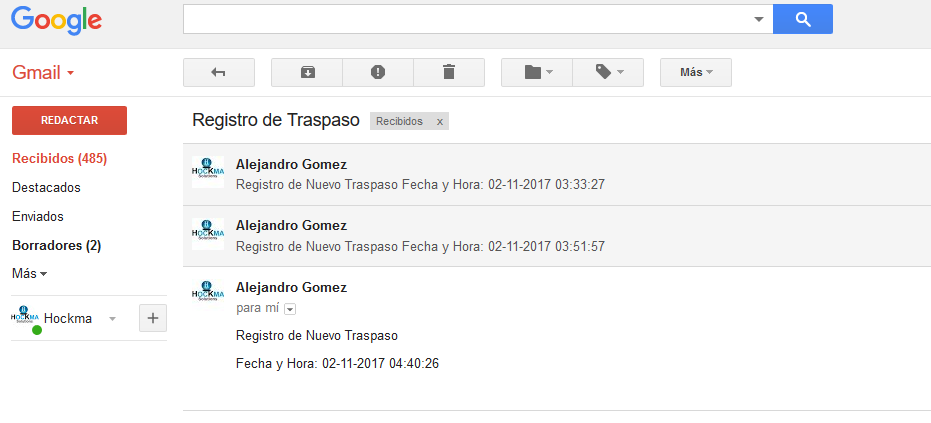 Google
Gmail
Más
REDACTAR
Registro de Traspaso
Recibidos x
Recibidos (485)
Destacados
Enviados
Borradores (2)
Más
HOCKMA
Solutions
Hockma
HOCKMA
Solutions
Alejandro Gomez
Registro de Nuevo Traspaso Fecha y Hora: 02-11-2017 03:33:27
HOCKMA
Solutions
Alejandro Gomez
Registro de Nuevo Traspaso Fecha y Hora: 02-11-2017 03:51:57
HOCKMA
Solutions
Alejandro Gomez
para mí
Registro de Nuevo Traspaso
Fecha y Hora: 02-11-2017 04:40:26